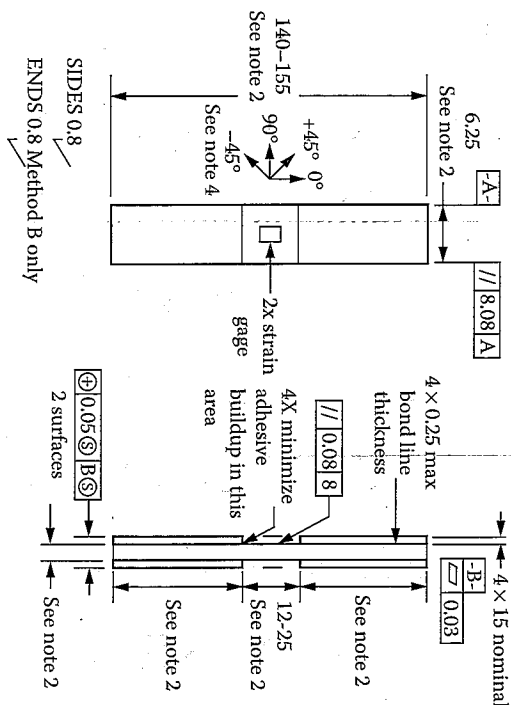 140–155
See note 2
6.25
See note 2
-A-
// 8.08 A
+45°
0°
90°
−45°
See note 4
2x strain
gage
SIDES 0.8
ENDS 0.8 Method B only
4 × 0.25 max
bond line
thickness
// 0.08 8
4X minimize
adhesive
buildup in this
area
⌖ 0.05 Ⓢ B Ⓢ
2 surfaces
4 × 15 nominal
-B-
▱ 0.03
See note 2
12-25
See note 2
See note 2
See note 2